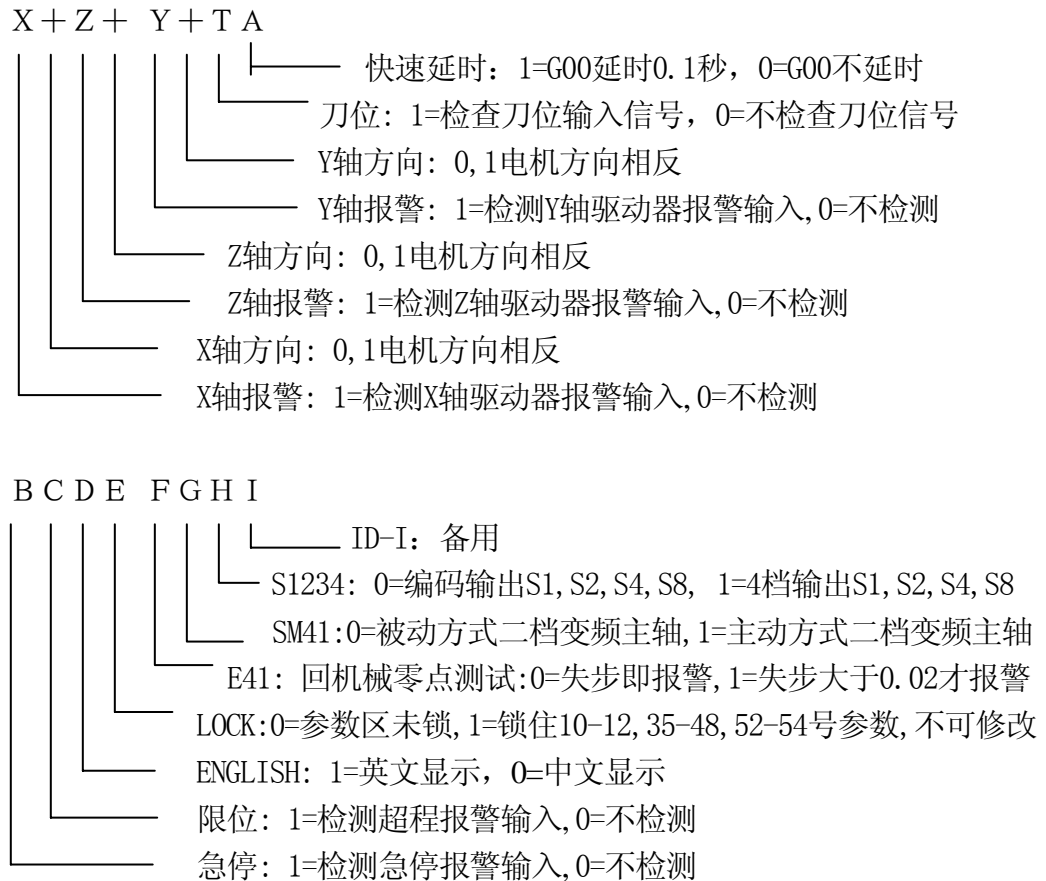 X＋Z＋ Y＋T A
快速延时：1=G00延时0.1秒，0=G00不延时
刀位：1=检查刀位输入信号，0=不检查刀位信号
Y轴方向：0,1电机方向相反
Y轴报警：1=检测Y轴驱动器报警输入,0=不检测
Z轴方向：0,1电机方向相反
Z轴报警：1=检测Z轴驱动器报警输入,0=不检测
X轴方向：0,1电机方向相反
X轴报警：1=检测X轴驱动器报警输入,0=不检测
B C D E F G H I
ID-I：备用
S1234：0=编码输出S1,S2,S4,S8, 1=4档输出S1,S2,S4,S8
SM41:0=被动方式二档变频主轴,1=主动方式二档变频主轴
E41：回机械零点测试:0=失步即报警,1=失步大于0.02才报警
LOCK:0=参数区未锁,1=锁住10-12,35-48,52-54号参数,不可修改
ENGLISH：1=英文显示，0=中文显示
限位：1=检测超程报警输入,0=不检测
急停：1=检测急停报警输入,0=不检测